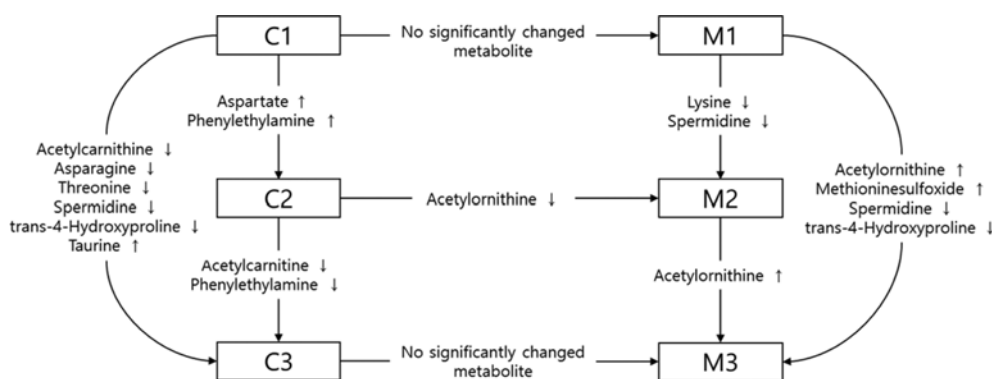 C1
No significantly changed
metabolite
M1
Aspartate ↑
Phenylethylamine ↑
Lysine ↓
Spermidine ↓
Acetylcarnithine ↓
Asparagine ↓
Threonine ↓
Spermidine ↓
trans-4-Hydroxyproline ↓
Taurine ↑
Acetylornithine ↑
Methioninesulfoxide ↑
Spermidine ↓
trans-4-Hydroxyproline ↓
C2
Acetylornithine ↓
M2
Acetylcarnitine ↓
Phenylethylamine ↓
Acetylornithine ↑
C3
No significantly changed
metabolite
M3